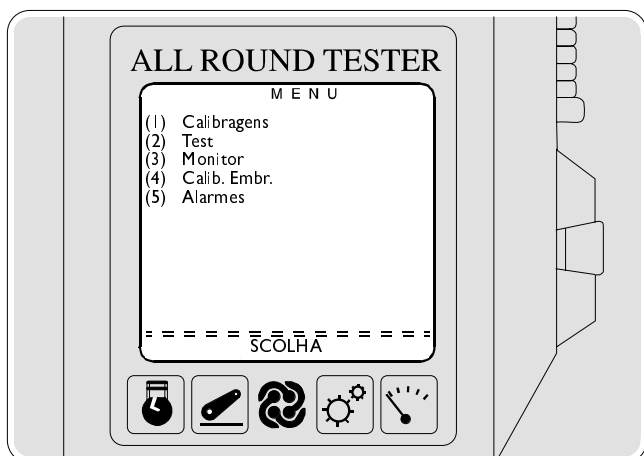 ALL ROUND TESTER
M E N U
(1) Calibragens
(2) Test
(3) Monitor
(4) Calib. Embr.
(5) Alarmes
SCOLHA